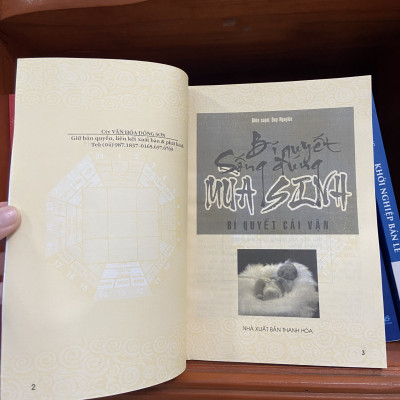 Cty VĂN HÓA ĐÔNG SƠN
Giữ bản quyền, liên kết xuất bản & phát hành
2
Biên soạn: Duy Nguyên
Bí quyết
Sống đúng
MÙA SINH
BÍ QUYẾT CẢI VẬN
NHÀ XUẤT BẢN THANH HÓA
3
KHỞI NGHIỆP BÁN LẺ